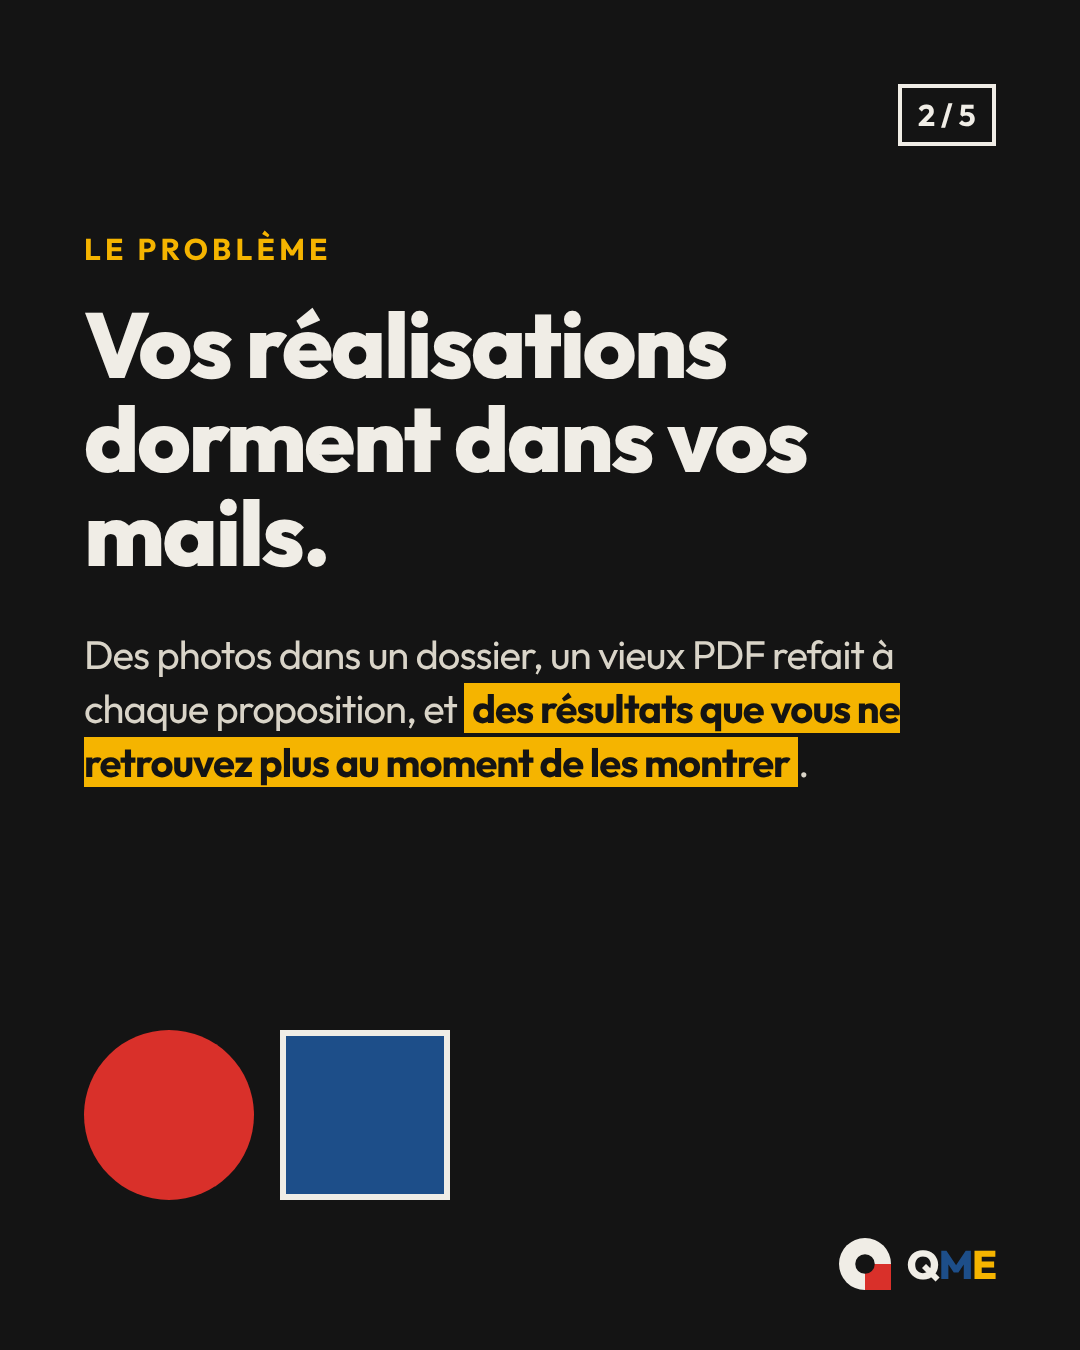 2 / 5
LE PROBLÈME
Vos réalisations
dorment dans vos
mails.
Des photos dans un dossier, un vieux PDF refait à
chaque proposition, et des résultats que vous ne
retrouvez plus au moment de les montrer .
QME